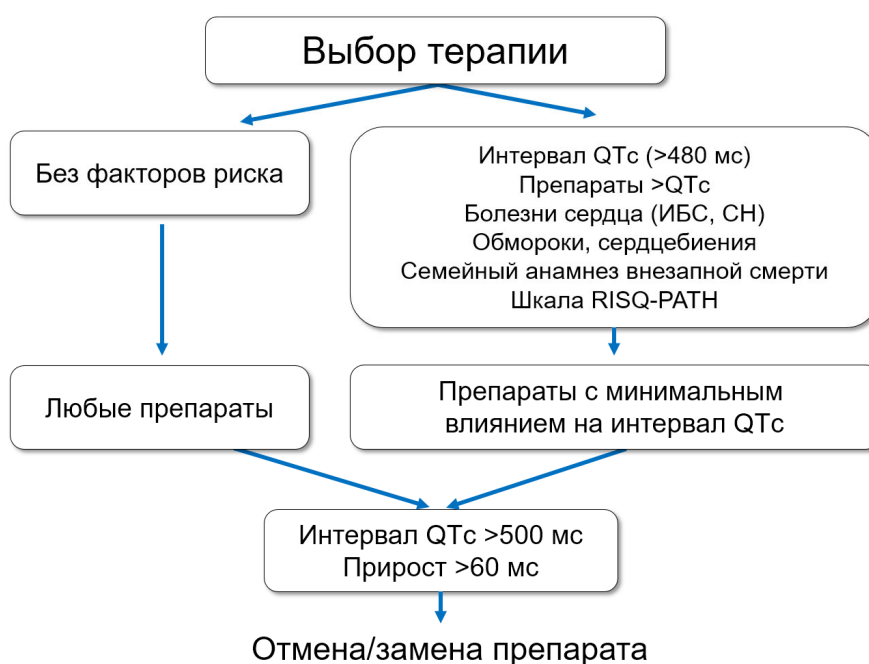 Выбор терапии
Без факторов риска
Интервал QTc (>480 мс)
Препараты >QTc
Болезни сердца (ИБС, СН)
Обмороки, сердцебиения
Семейный анамнез внезапной смерти
Шкала RISQ-PATH
Любые препараты
Препараты с минимальным
влиянием на интервал QTc
Интервал QTc >500 мс
Прирост >60 мс
Отмена/замена препарата